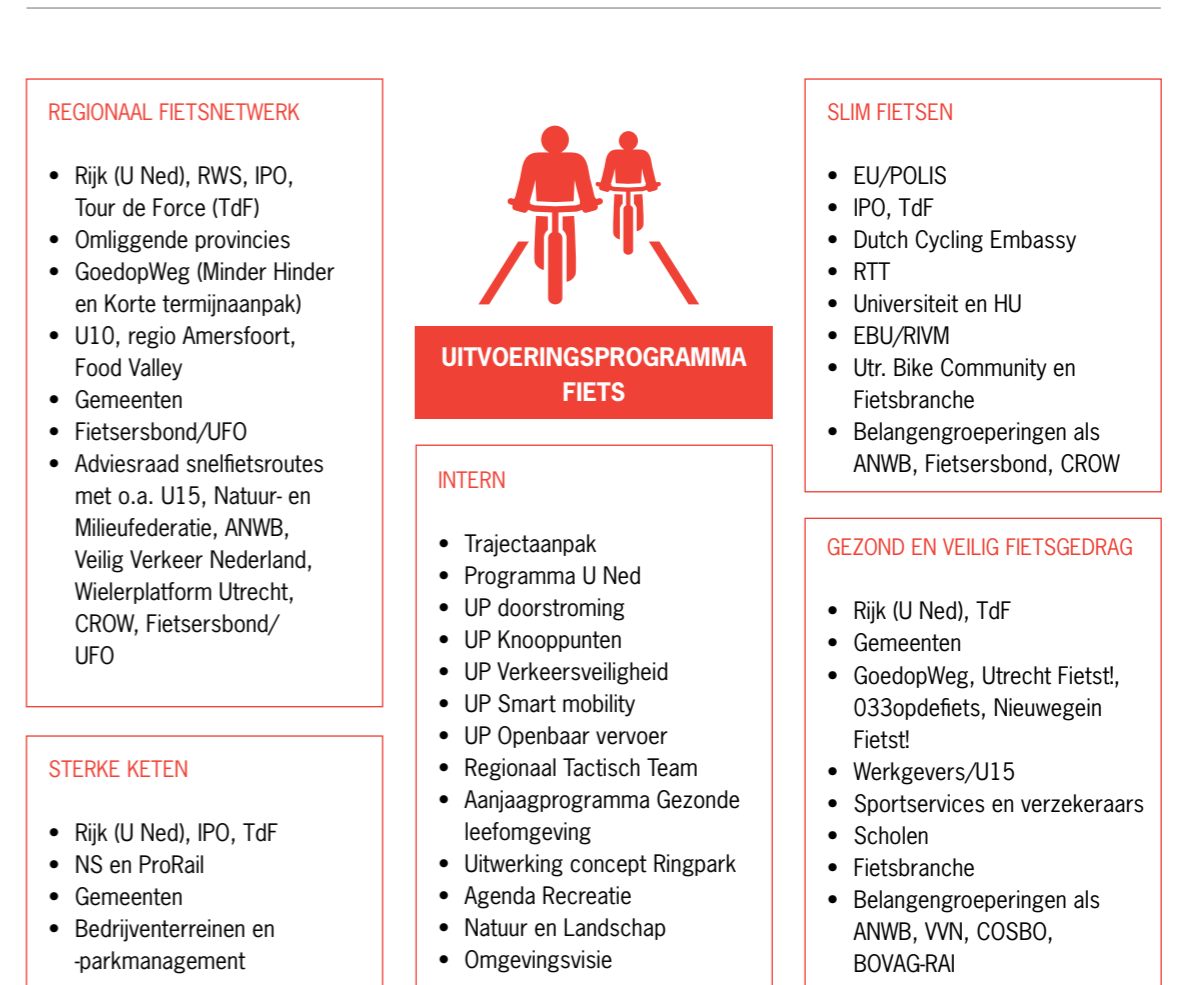 REGIONAAL FIETSNETWERK
• Rijk (U Ned), RWS, IPO,
Tour de Force (TdF)
• Omliggende provincies
• GoedopWeg (Minder Hinder
en Korte termijnaanpak)
• U10, regio Amersfoort,
Food Valley
• Gemeenten
• Fietsersbond/UFO
• Adviesraad snelfietsroutes
met o.a. U15, Natuur- en
Milieufederatie, ANWB,
Veilig Verkeer Nederland,
Wielerplatform Utrecht,
CROW, Fietsersbond/
UFO
STERKE KETEN
• Rijk (U Ned), IPO, TdF
• NS en ProRail
• Gemeenten
• Bedrijventerreinen en
-parkmanagement
UITVOERINGSPROGRAMMA
FIETS
INTERN
• Trajectaanpak
• Programma U Ned
• UP doorstroming
• UP Knooppunten
• UP Verkeersveiligheid
• UP Smart mobility
• UP Openbaar vervoer
• Regionaal Tactisch Team
• Aanjaagprogramma Gezonde
leefomgeving
• Uitwerking concept Ringpark
• Agenda Recreatie
• Natuur en Landschap
• Omgevingsvisie
SLIM FIETSEN
• EU/POLIS
• IPO, TdF
• Dutch Cycling Embassy
• RTT
• Universiteit en HU
• EBU/RIVM
• Utr. Bike Community en
Fietsbranche
• Belangengroeperingen als
ANWB, Fietsersbond, CROW
GEZOND EN VEILIG FIETSGEDRAG
• Rijk (U Ned), TdF
• Gemeenten
• GoedopWeg, Utrecht Fietst!,
033opdefiets, Nieuwegein
Fietst!
• Werkgevers/U15
• Sportservices en verzekeraars
• Scholen
• Fietsbranche
• Belangengroeperingen als
ANWB, VVN, COSBO,
BOVAG-RAI